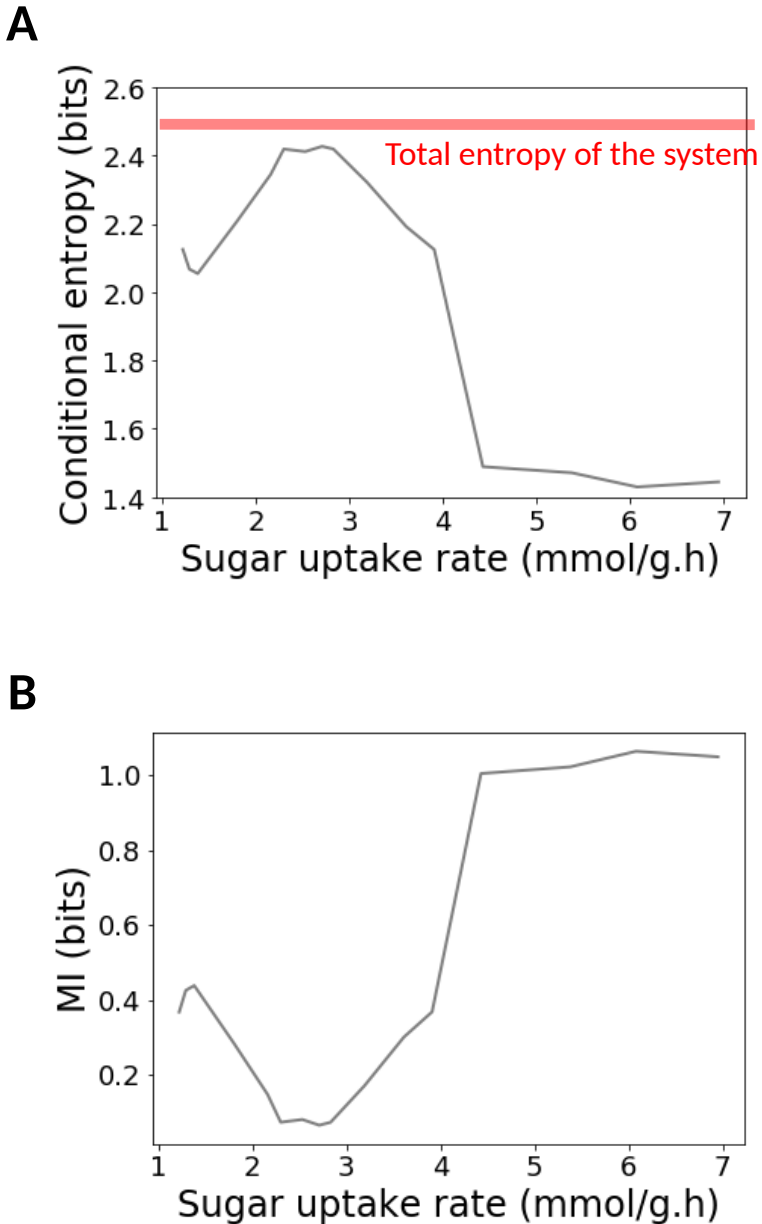 A
Conditional entropy (bits)
2.6
2.4
2.2
2.0
1.8
1.6
1.4
Total entropy of the system
1 2 3 4 5 6 7
Sugar uptake rate (mmol/g.h)
B
MI (bits)
1.0
0.8
0.6
0.4
0.2
1 2 3 4 5 6 7
Sugar uptake rate (mmol/g.h)